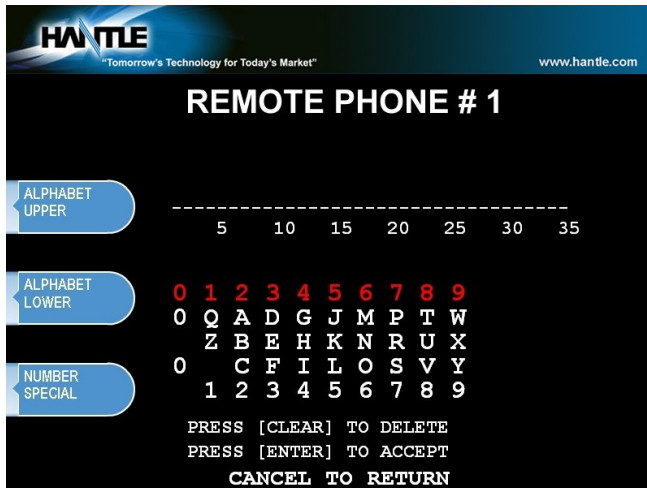 HANTLE
"Tomorrow's Technology for Today's Market" www.hantle.com
REMOTE PHONE # 1
ALPHABET
UPPER
-----------------------------------
5 10 15 20 25 30 35
ALPHABET
LOWER
0 1 2 3 4 5 6 7 8 9
0 Q A D G J M P T W
Z B E H K N R U X
0 C F I L O S V Y
1 2 3 4 5 6 7 8 9
NUMBER
SPECIAL
PRESS [CLEAR] TO DELETE
PRESS [ENTER] TO ACCEPT
CANCEL TO RETURN